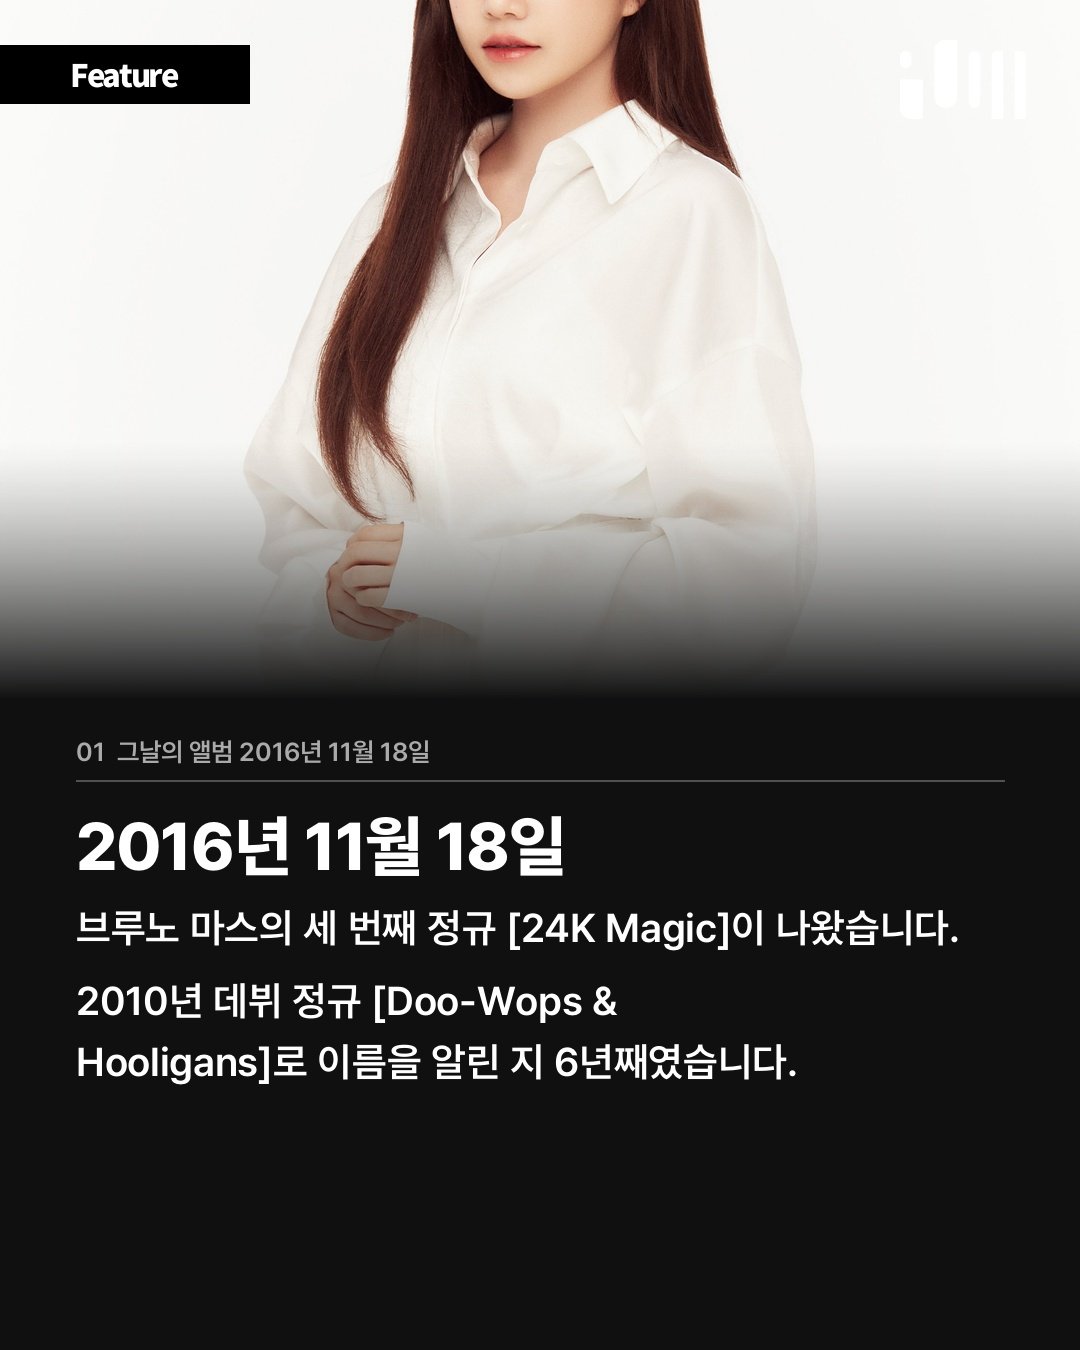 Feature
01 그날의 앨범 2016년 11월 18일
2016년 11월 18일
브루노 마스의 세 번째 정규 [24K Magic]이 나왔습니다.
2010년 데뷔 정규 [Doo-Wops &
Hooligans]로 이름을 알린 지 6년째였습니다.